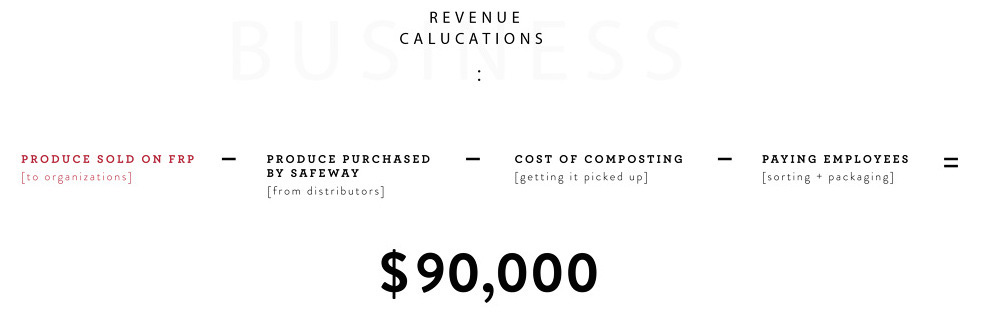 BUSINESS
REVENUE
CALUCATIONS
:
PRODUCE SOLD ON FRP
[to organizations]
—
PRODUCE PURCHASED
BY SAFEWAY
[from distributors]
—
COST OF COMPOSTING
[getting it picked up]
—
PAYING EMPLOYEES
[sorting + packaging]
=
$90,000